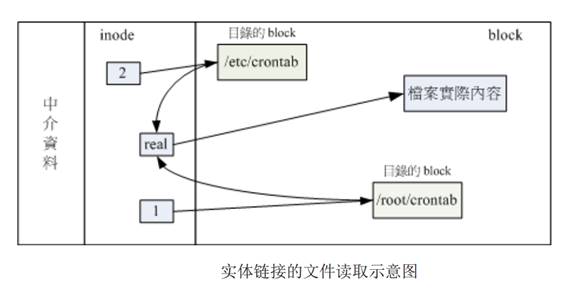 inode
block
目錄的 block
/etc/crontab
2
檔案實際內容
中介資料
real
目錄的 block
/root/crontab
1
实体链接的文件读取示意图